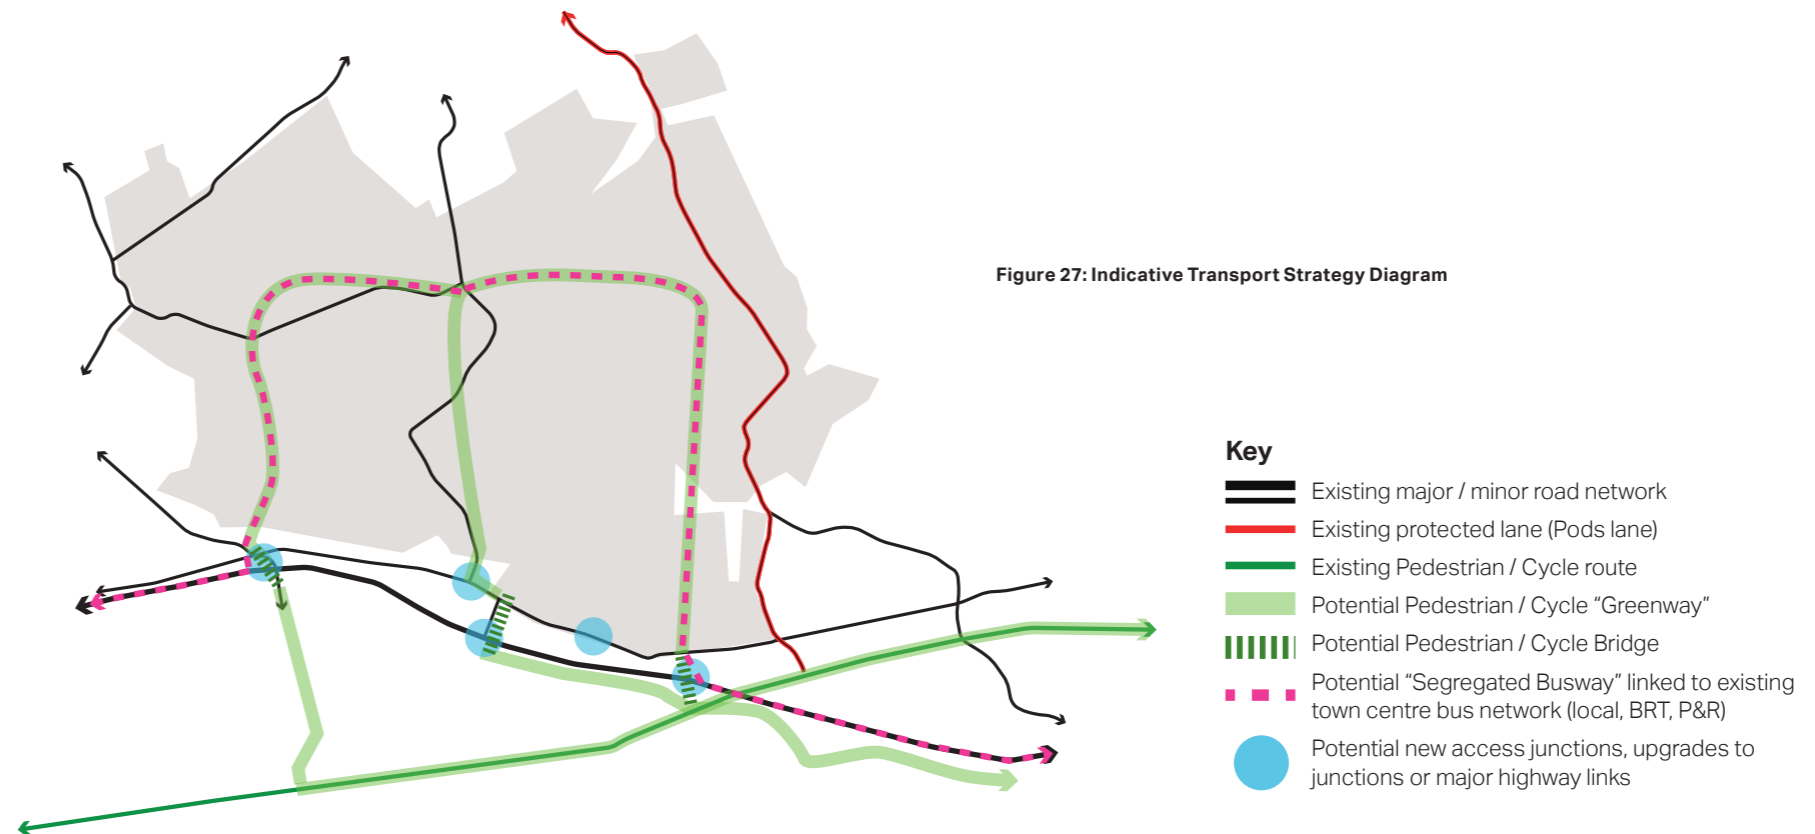 Figure 27: Indicative Transport Strategy Diagram
Key
Existing major / minor road network
Existing protected lane (Pods lane)
Existing Pedestrian / Cycle route
Potential Pedestrian / Cycle “Greenway”
Potential Pedestrian / Cycle Bridge
Potential “Segregated Busway” linked to existing
town centre bus network (local, BRT, P&R)
Potential new access junctions, upgrades to
junctions or major highway links